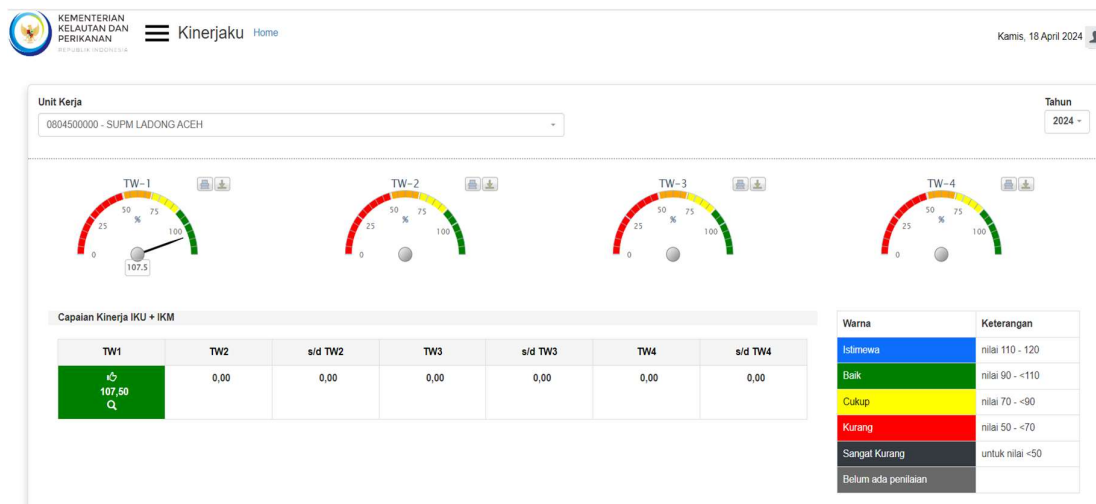 KEMENTERIAN
KELAUTAN DAN
PERIKANAN
REPUBLIK INDONESIA
Kinerjaku Home
Kamis, 18 April 2024
Unit Kerja
Tahun
0804500000 - SUPM LADONG ACEH
2024
TW-1
0
25
50
75
100
%
107.5
TW-2
0
25
50
75
100
%
TW-3
0
25
50
75
100
%
TW-4
0
25
50
75
100
%
Capaian Kinerja IKU + IKM
TW1 TW2 s/d TW2 TW3 s/d TW3 TW4 s/d TW4
107,50 0,00 0,00 0,00 0,00 0,00 0,00
Warna Keterangan
Istimewa nilai 110 - 120
Baik nilai 90 - <110
Cukup nilai 70 - <90
Kurang nilai 50 - <70
Sangat Kurang untuk nilai <50
Belum ada penilaian